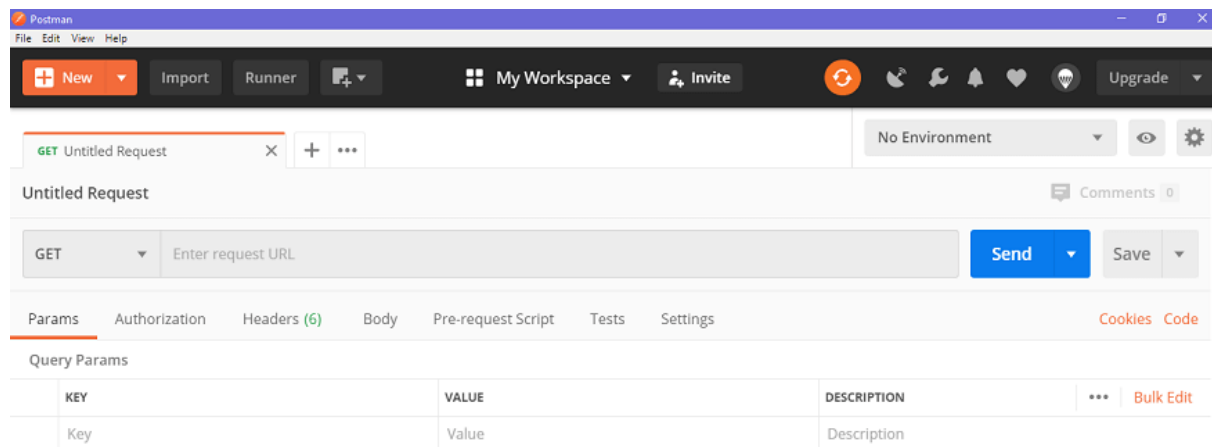 Postman
File Edit View Help
New Import Runner My Workspace Invite Upgrade
No Environment
GET Untitled Request
Untitled Request Comments 0
GET Enter request URL Send Save
Params Authorization Headers (6) Body Pre-request Script Tests Settings Cookies Code
Query Params
KEY VALUE DESCRIPTION Bulk Edit
Key Value Description